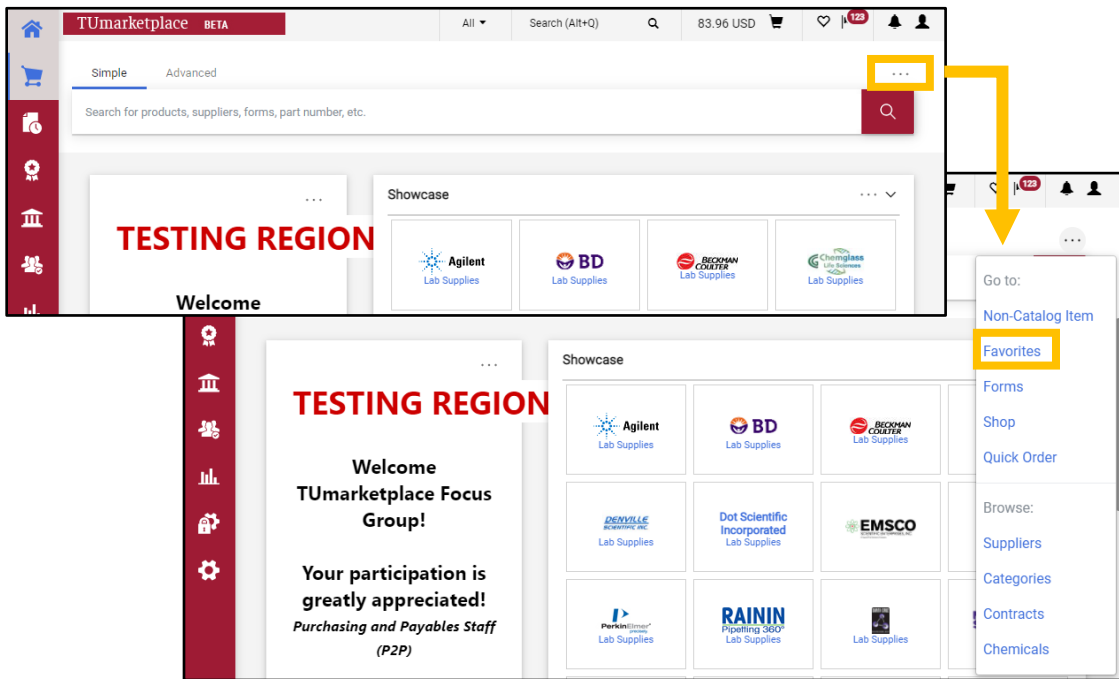 TUmarketplace BETA
All
Search (Alt+Q)
83.96 USD
123
Simple
Advanced
...
Search for products, suppliers, forms, part number, etc.
...
TESTING REGION
Welcome
Showcase
...
Agilent
Lab Supplies
BD
Lab Supplies
BECKMAN
COULTER
Lab Supplies
Chemglass
Life Sciences
Lab Supplies
123
...
Go to:
Non-Catalog Item
Favorites
Forms
Shop
Quick Order
Browse:
Suppliers
Categories
Contracts
Chemicals
...
TESTING REGION
Welcome
TUmarketplace Focus
Group!
Your participation is
greatly appreciated!
Purchasing and Payables Staff
(P2P)
Showcase
Agilent
Lab Supplies
BD
Lab Supplies
BECKMAN
COULTER
Lab Supplies
DENVILLE
SCIENTIFIC INC.
Lab Supplies
Dot Scientific
Incorporated
Lab Supplies
EMSCO
PerkinElmer
Lab Supplies
RAININ
Pipetting 360°
Lab Supplies
Lab Supplies